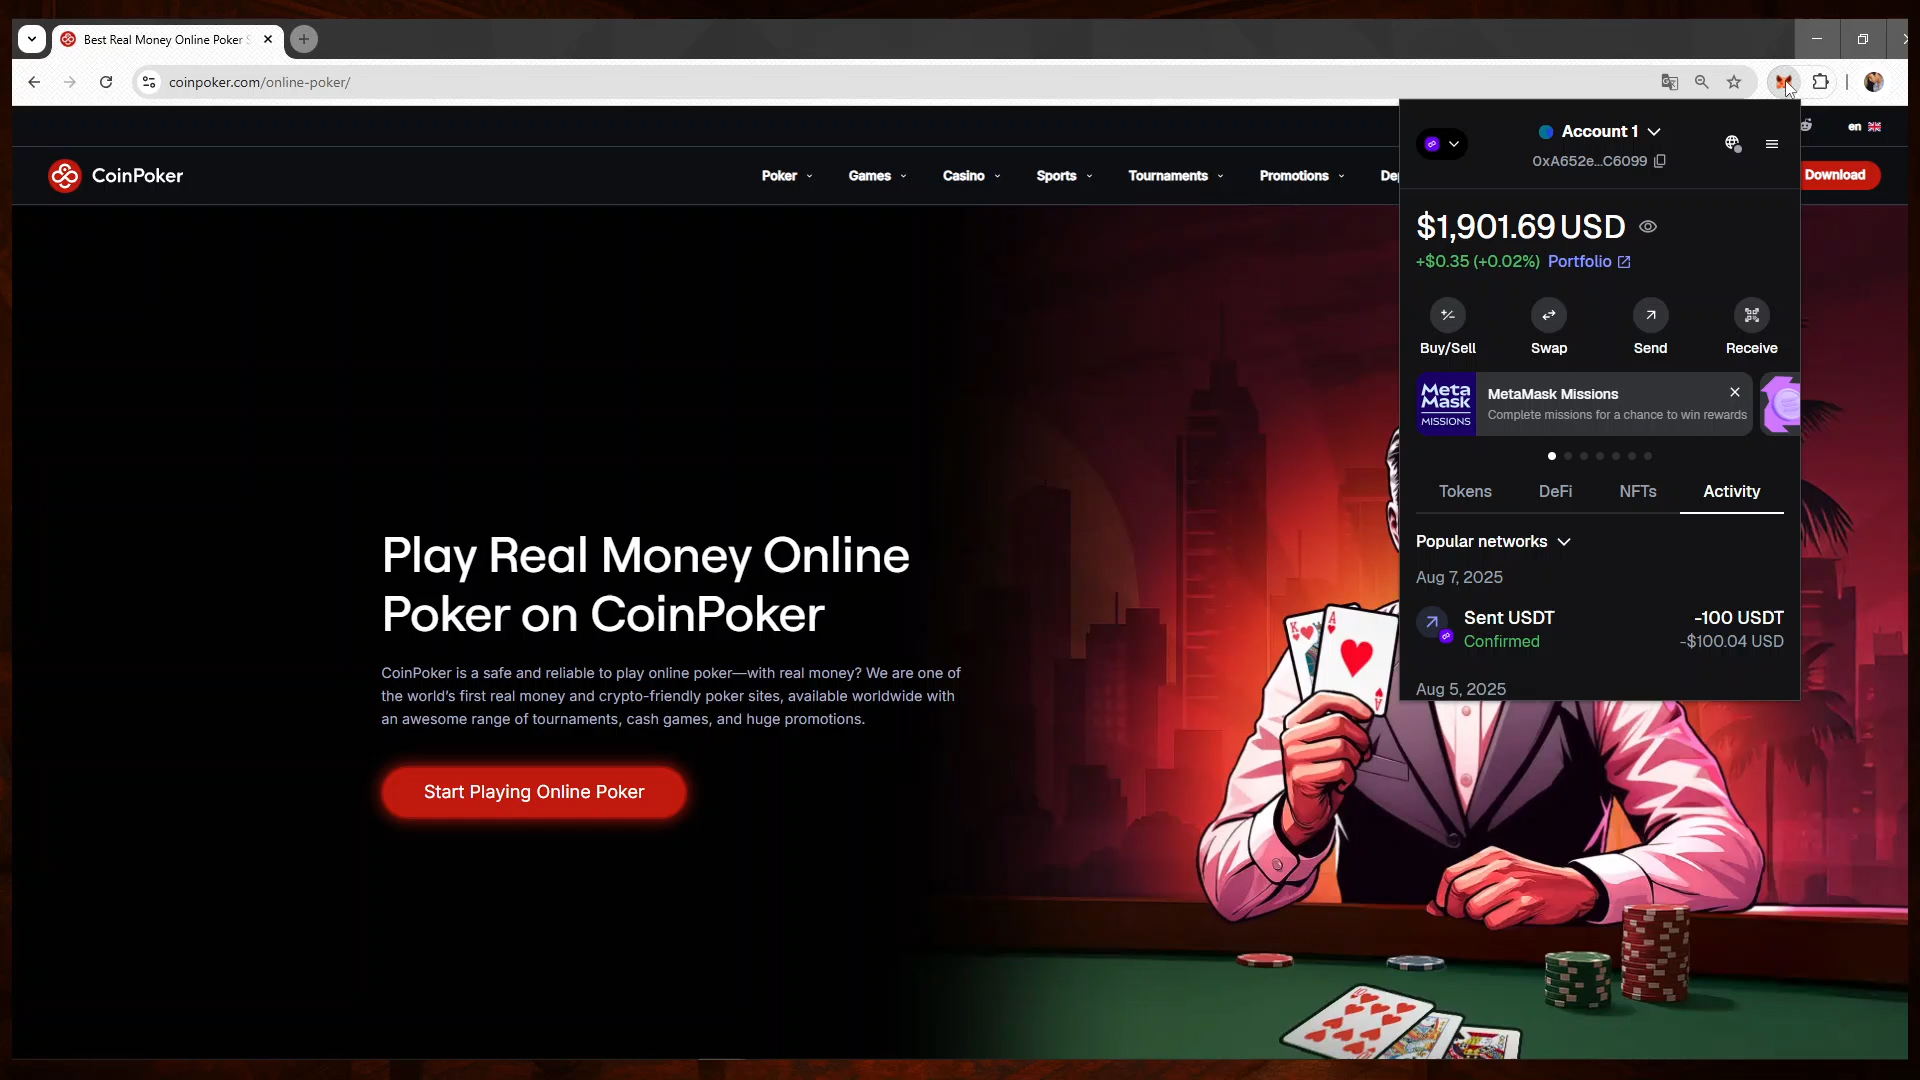 Best Real Money Online Poker
coinpoker.com/online-poker/
en
CoinPoker
Poker
Games
Casino
Sports
Tournaments
Promotions
Download
Account 1
0xA652e...C6099
$1,901.69 USD
+$0.35 (+0.02%) Portfolio
Buy/Sell
Swap
Send
Receive
Meta
Mask
MISSIONS
MetaMask Missions
Complete missions for a chance to win rewards
Tokens
DeFi
NFTs
Activity
Popular networks
Aug 7, 2025
Sent USDT
-100 USDT
Confirmed
-$100.04 USD
Aug 5, 2025
Play Real Money Online
Poker on CoinPoker
CoinPoker is a safe and reliable to play online poker—with real money? We are one of
the world's first real money and crypto-friendly poker sites, available worldwide with
an awesome range of tournaments, cash games, and huge promotions.
Start Playing Online Poker
K
A
A